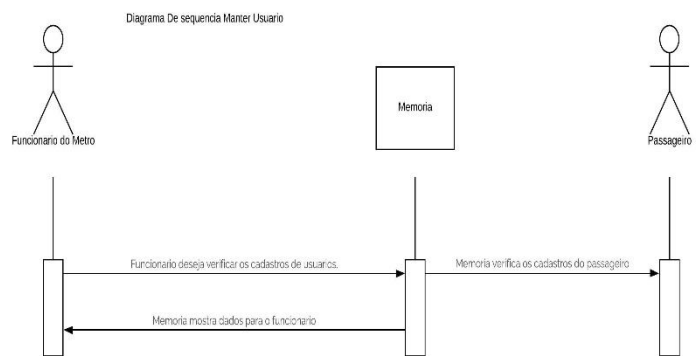 Diagrama De sequencia Manter Usuario
Funcionario do Metro
Memoria
Passageiro
Funcionario deseja verificar os cadastros de usuarios.
Memoria verifica os cadastros do passageiro
Memoria mostra dados para o funcionario